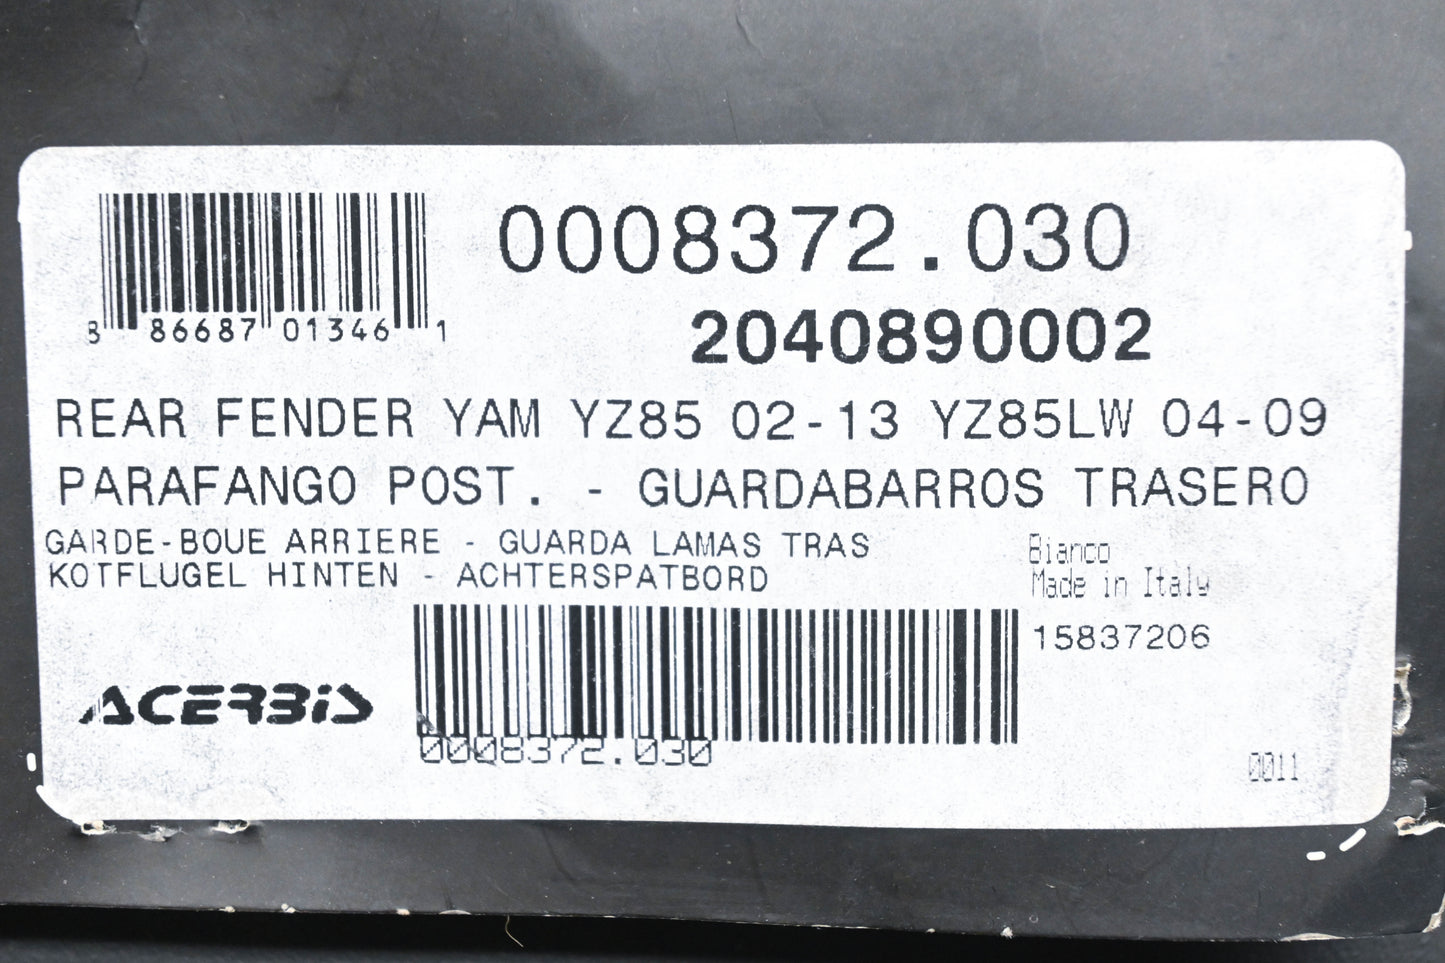 0008372.030
8 86687 01346 1
2040890002
REAR FENDER YAM YZ85 02-13 YZ85LW 04-09
PARAFANGO POST. - GUARDABARROS TRASERO
GARDE-BOUE ARRIERE - GUARDA LAMAS TRAS
KOTFLUGEL HINTEN - ACHTERSPATBORD
Bianco
Made in Italy
15837206
ACERBIS
0008372.030
0011